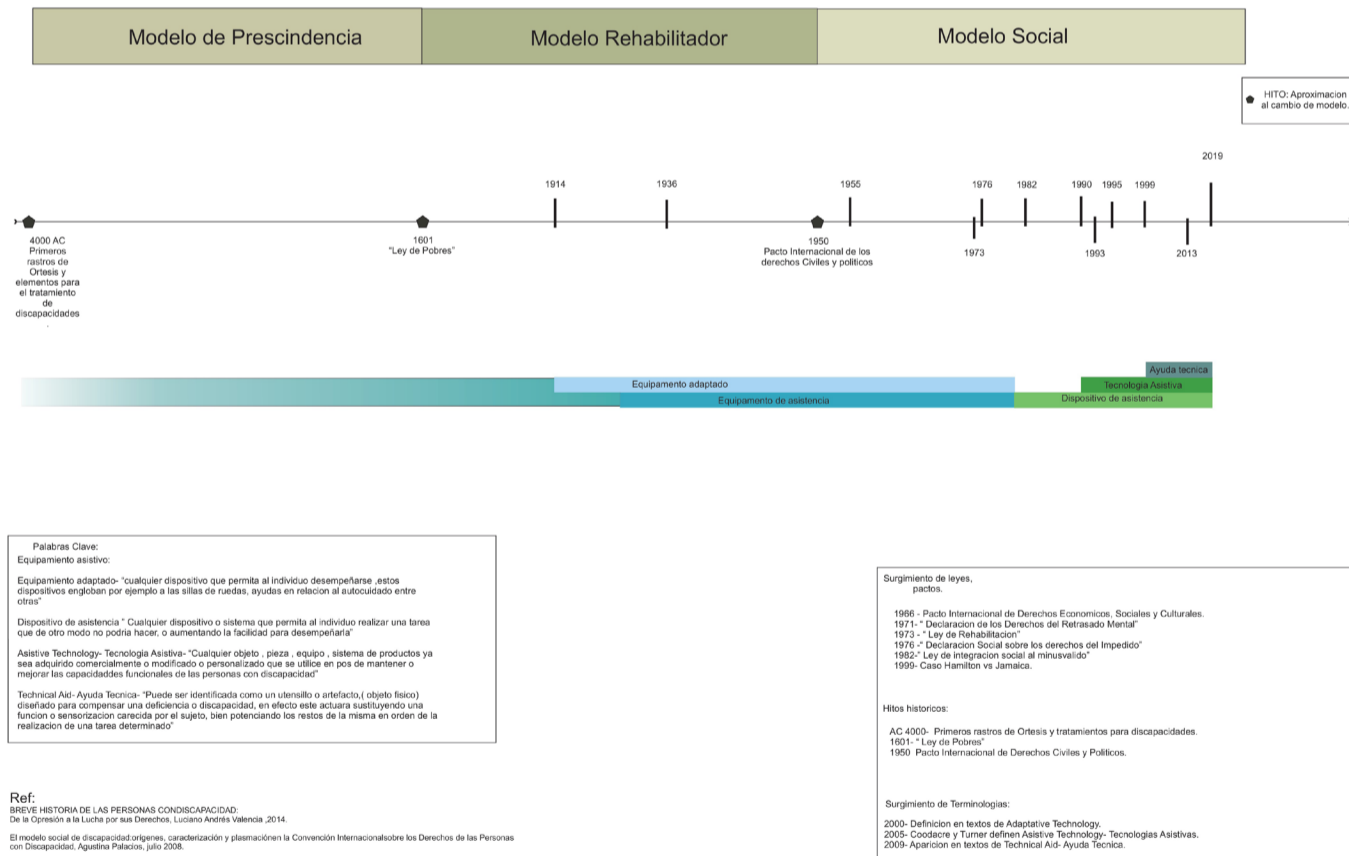 Modelo de Prescindencia
Modelo Rehabilitador
Modelo Social
HITO: Aproximacion
al cambio de modelo.
2019
1914
1936
1955
1976
1982
1990
1995
1999
4000 AC
Primeros
rastros de
Ortesis y
elementos para
el tratamiento
de
discapacidades
.
1601
"Ley de Pobres"
1950
Pacto Internacional de los
derechos Civiles y politicos
1973
1993
2013
Ayuda tecnica
Equipamiento adaptado
Tecnologia Asistiva
Equipamento de asistencia
Dispositivo de asistencia
Palabras Clave:
Equipamiento asistivo:
Equipamiento adaptado- "cualquier dispositivo que permita al individuo desempeñarse ,estos
dispositivos engloban por ejemplo a las sillas de ruedas, ayudas en relacion al autocuidado entre
otras"
Dispositivo de asistencia " Cualquier dispositivo o sistema que permita al individuo realizar una tarea
que de otro modo no podria hacer, o aumentando la facilidad para desempeñarla"
Asistive Technology- Tecnologia Asistiva- "Cualquier objeto , pieza , equipo , sistema de productos ya
sea adquirido comercialmente o modificado o personalizado que se utilice en pos de mantener o
mejorar las capacidaddes funcionales de las personas con discapacidad"
Technical Aid- Ayuda Tecnica- "Puede ser identificada como un utensillo o artefacto,( objeto fisico)
diseñado para compensar una deficiencia o discapacidad, en efecto este actuara sustituyendo una
funcion o sensorizacion carecida por el sujeto, bien potenciando los restos de la misma en orden de la
realizacion de una tarea determinado"
Surgimiento de leyes,
pactos.
1966 - Pacto Internacional de Derechos Economicos, Sociales y Culturales.
1971- " Declaracion de los Derechos del Retrasado Mental"
1973 - " Ley de Rehabilitacion"
1976 -" Declaracion Social sobre los derechos del Impedido"
1982-" Ley de integracion social al minusvalido"
1999- Caso Hamilton vs Jamaica.
Hitos historicos:
AC 4000- Primeros rastros de Ortesis y tratamientos para discapacidades.
1601- " Ley de Pobres"
1950 Pacto Internacional de Derechos Civiles y Politicos.
Surgimiento de Terminologias:
2000- Definicion en textos de Adaptative Technology.
2005- Coodacre y Turner definen Asistive Technology- Tecnologias Asistivas.
2009- Aparicion en textos de Technical Aid- Ayuda Tecnica.
Ref:
BREVE HISTORIA DE LAS PERSONAS CONDISCAPACIDAD:
De la Opresión a la Lucha por sus Derechos, Luciano Andrés Valencia ,2014.
El modelo social de discapacidad:origenes, caracterización y plasmaciónen la Convención Internacionalsobre los Derechos de las Personas
con Discapacidad, Agustina Palacios, julio 2008.